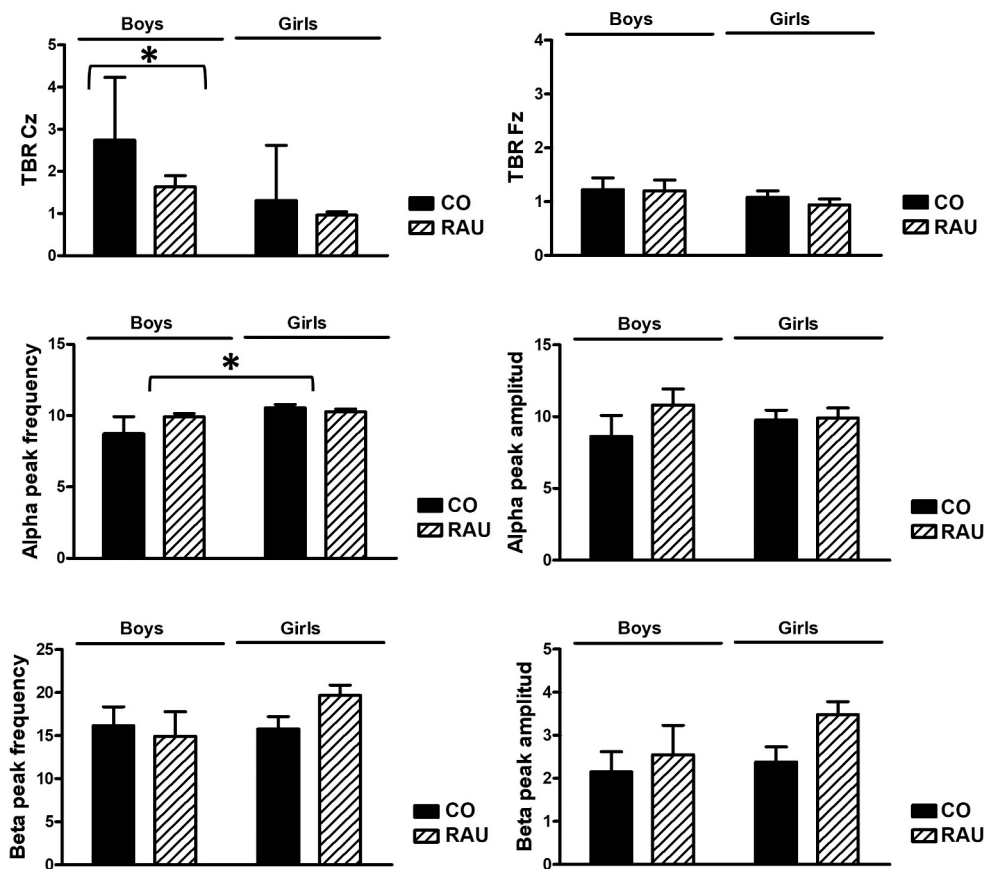 Boys Girls
TBR Cz
5
4
3
2
1
0
*
CO
RAU
Boys Girls
TBR Fz
4
3
2
1
0
CO
RAU
Boys Girls
Alpha peak frequency
15
10
5
0
*
CO
RAU
Boys Girls
Alpha peak amplitud
15
10
5
0
CO
RAU
Boys Girls
Beta peak frequency
25
20
15
10
5
0
CO
RAU
Boys Girls
Beta peak amplitud
5
4
3
2
1
0
CO
RAU